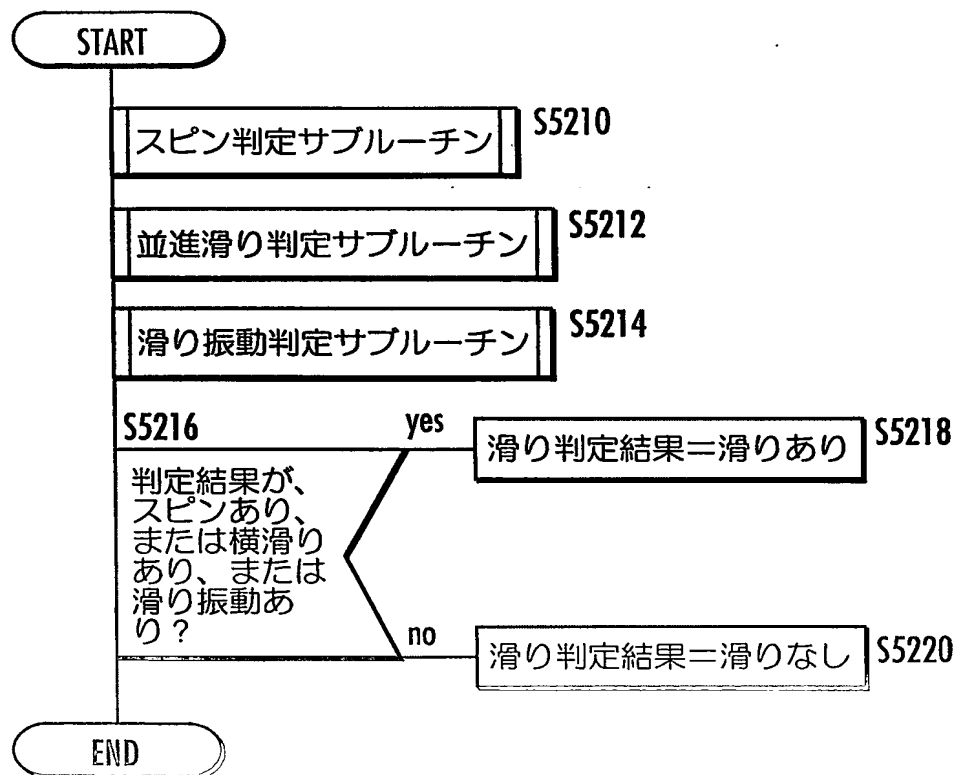 START
スピン判定サブルーチン
S5210
並進滑り判定サブルーチン
S5212
滑り振動判定サブルーチン
S5214
S5216
判定結果が、
スピンあり、
または横滑り
あり、または
滑り振動あ
り?
yes
滑り判定結果=滑りあり
S5218
no
滑り判定結果=滑りなし
S5220
END